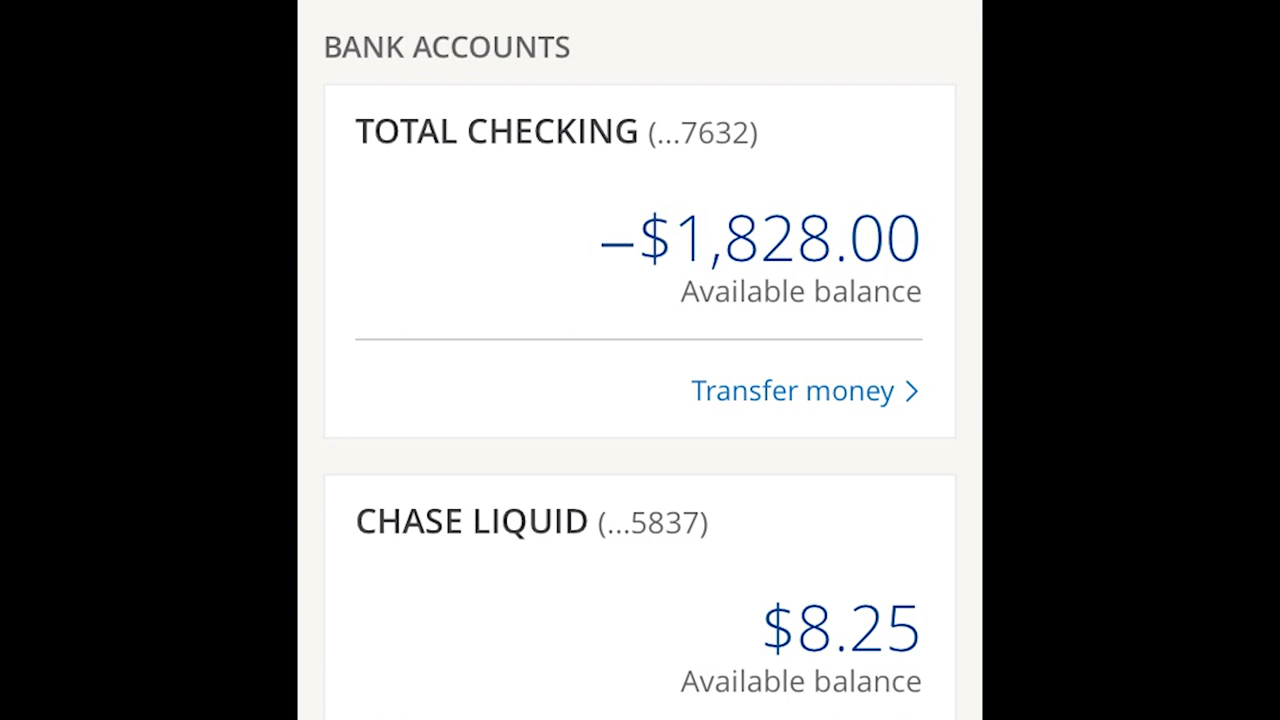 BANK ACCOUNTS
TOTAL CHECKING (...7632)
–$1,828.00
Available balance
Transfer money >
CHASE LIQUID (...5837)
$8.25
Available balance